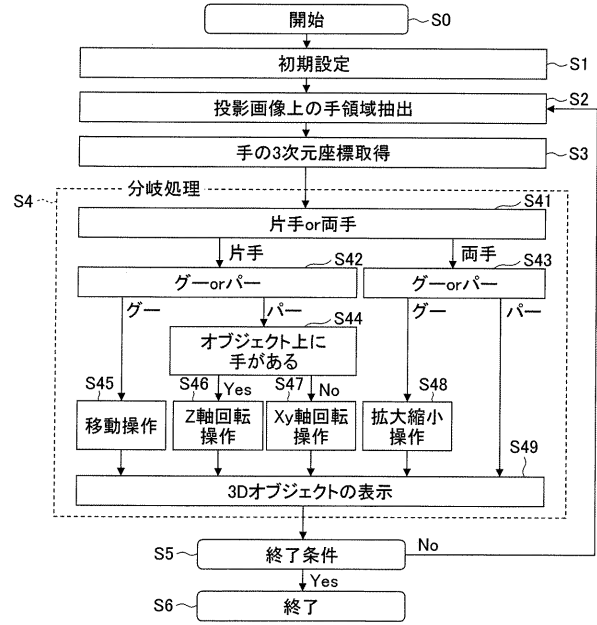 開始
S0
初期設定
S1
投影画像上の手領域抽出
S2
手の3次元座標取得
S3
S4
分岐処理
片手or両手
S41
片手
両手
グーorパー
S42
グーorパー
S43
グー
パー
グー
パー
オブジェクト上に
手がある
S44
Yes
No
S45
移動操作
S46
Z軸回転
操作
S47
Xy軸回転
操作
S48
拡大縮小
操作
3Dオブジェクトの表示
S49
S5
終了条件
No
Yes
S6
終了